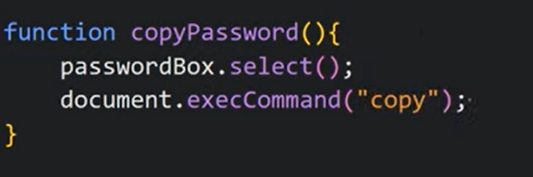 function copyPassword(){
    passwordBox.select();
    document.execCommand("copy");
}